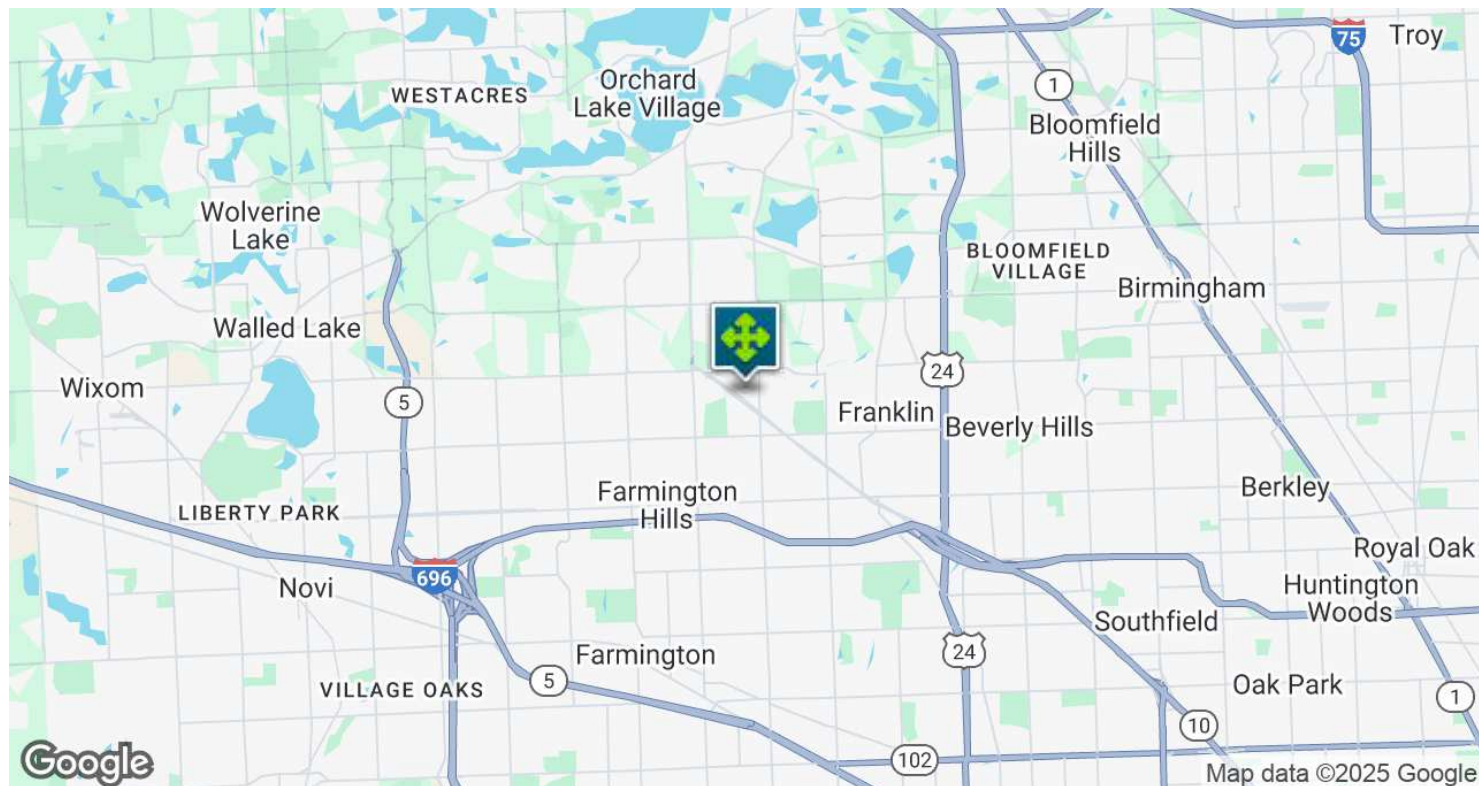 75
Troy
Orchard
Lake Village
WESTACRES
1
Bloomfield
Hills
Wolverine
Lake
BLOOMFIELD
VILLAGE
Birmingham
Walled Lake
24
Wixom
5
Franklin
Beverly Hills
Farmington
Hills
Berkley
LIBERTY PARK
Royal Oak
696
Novi
Huntington
Woods
Southfield
Farmington
24
5
VILLAGE OAKS
Oak Park
1
10
102
Google
Map data ©2025 Google